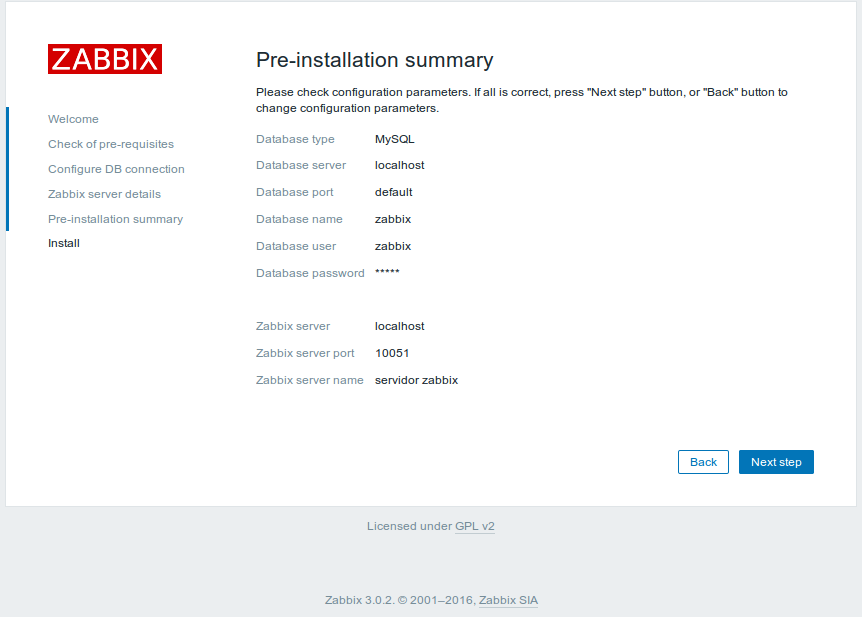 ZABBIX
Welcome
Check of pre-requisites
Configure DB connection
Zabbix server details
Pre-installation summary
Install
Pre-installation summary
Please check configuration parameters. If all is correct, press "Next step" button, or "Back" button to
change configuration parameters.
Database type MySQL
Database server localhost
Database port default
Database name zabbix
Database user zabbix
Database password *****
Zabbix server localhost
Zabbix server port 10051
Zabbix server name servidor zabbix
Back Next step
Licensed under GPL v2
Zabbix 3.0.2. © 2001–2016, Zabbix SIA